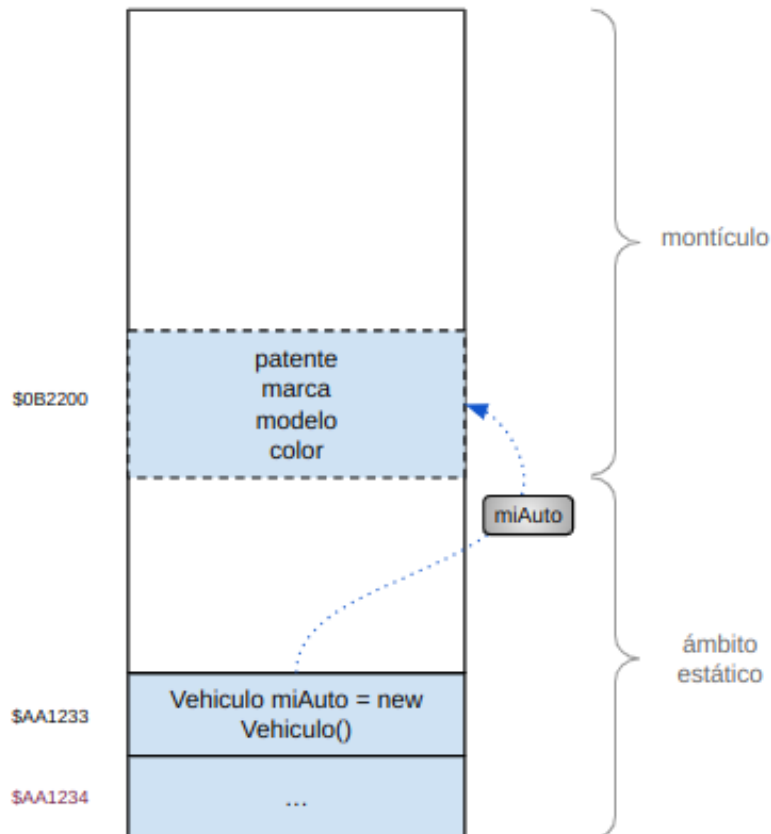 montículo
patente
marca
$0B2200
modelo
color
miAuto
ámbito
estático
Vehiculo miAuto = new
$AA1233
Vehiculo()
$AA1234
...